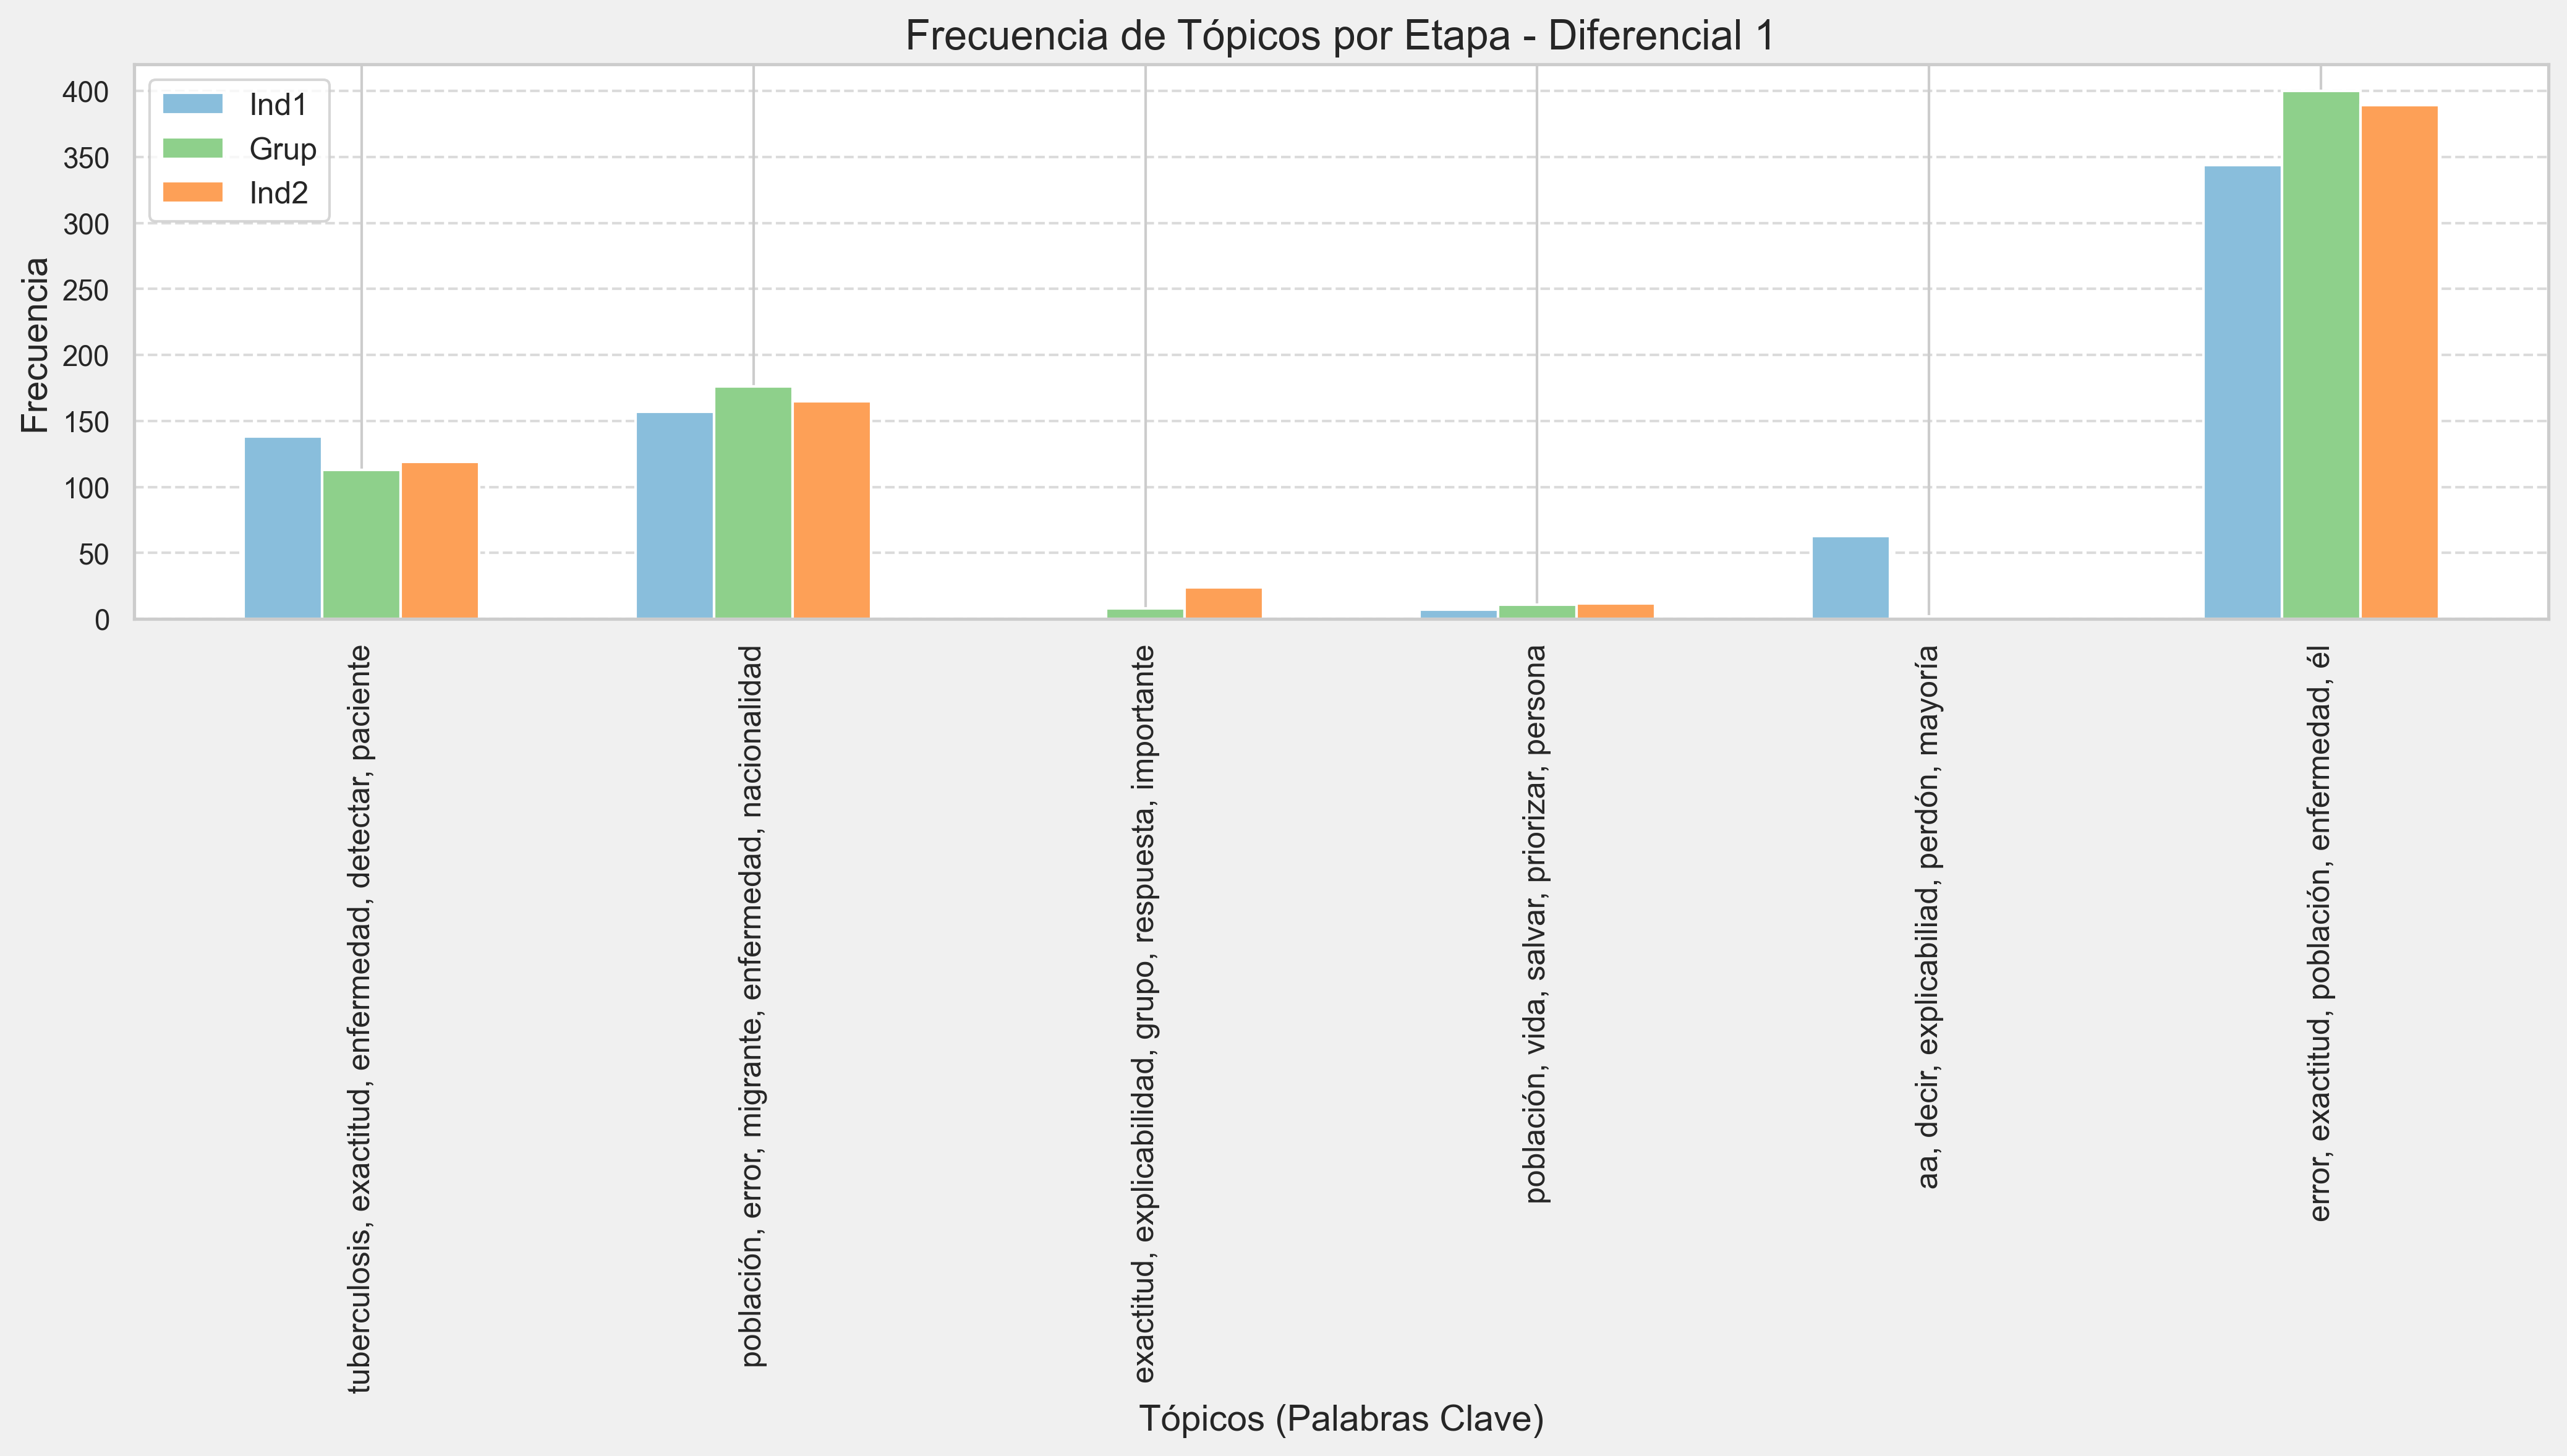 Frecuencia de Tópicos por Etapa - Diferencial 1
Ind1
Grup
Ind2
Frecuencia
400
350
300
250
200
150
100
50
0
tuberculosis, exactitud, enfermedad, detectar, paciente
población, error, migrante, enfermedad, nacionalidad
exactitud, explicabilidad, grupo, respuesta, importante
población, vida, salvar, priorizar, persona
aa, decir, explicabiliad, perdón, mayoría
error, exactitud, población, enfermedad, él
Tópicos (Palabras Clave)